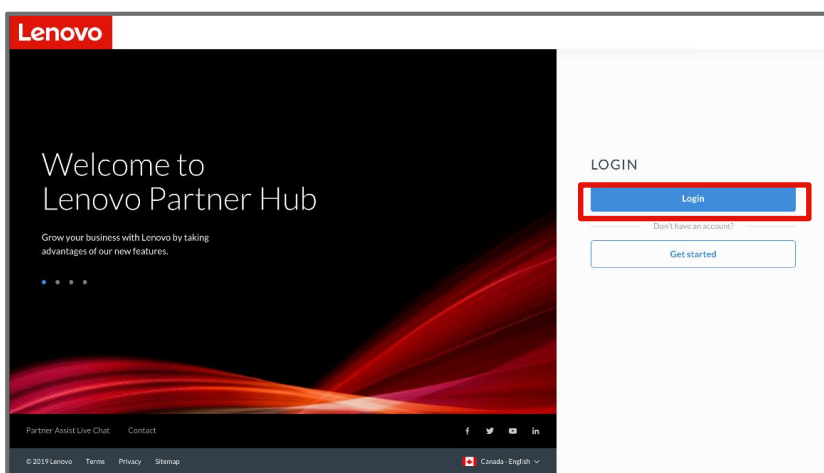 Lenovo
Welcome to
Lenovo Partner Hub
Grow your business with Lenovo by taking
advantages of our new features.
LOGIN
Login
Don't have an account?
Get started
Partner Assist Live Chat Contact
© 2019 Lenovo Terms Privacy Sitemap
Canada - English